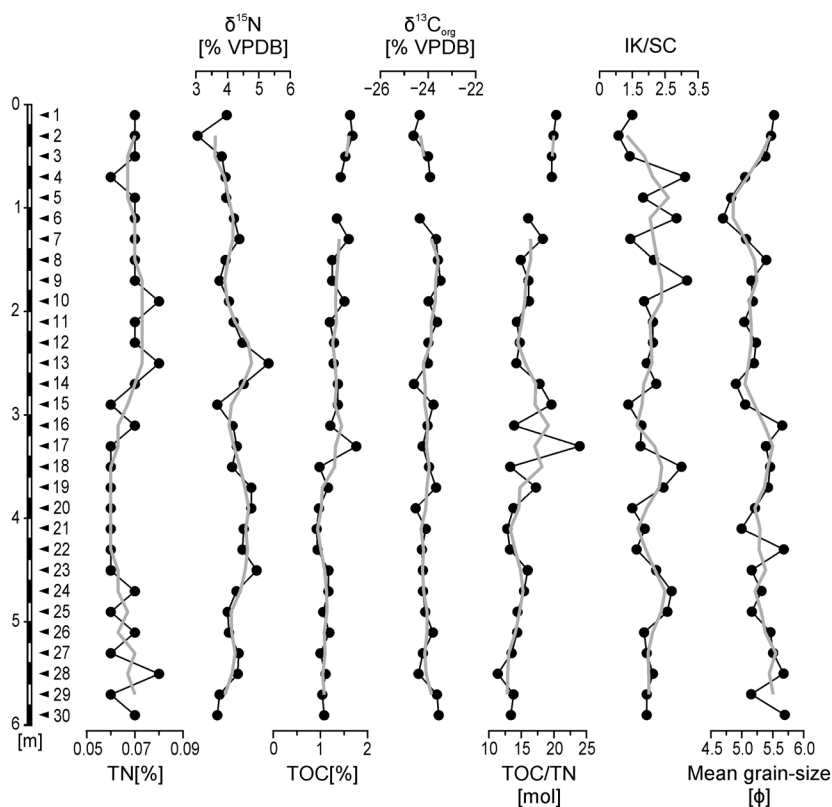 δ¹⁵N
[% VPDB]
δ¹³Corg
[% VPDB]
IK/SC
3 4 5 6
−26 −24 −22
0 1.5 2.5 3.5
0
1
2
3
4
5
6
[m]
1
2
3
4
5
6
7
8
9
10
11
12
13
14
15
16
17
18
19
20
21
22
23
24
25
26
27
28
29
30
0.05 0.07 0.09
TN[%]
0 1 2
TOC[%]
10 15 20 25
TOC/TN
[mol]
4.5 5.0 5.5 6.0
Mean grain-size
[ϕ]